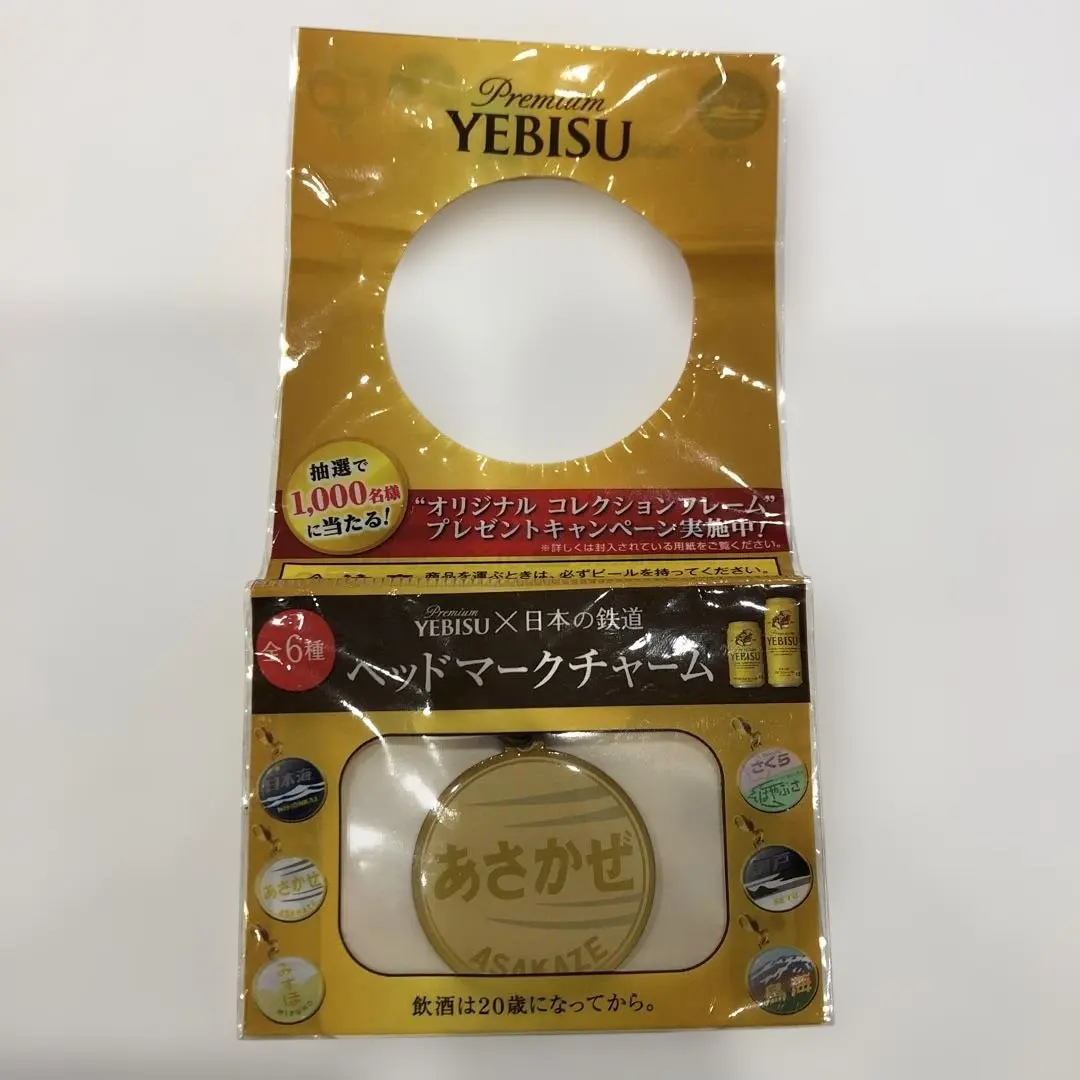 Premium
YEBISU
抽選で
1,000名様
に当たる!
“オリジナル コレクションフレーム”
プレゼントキャンペーン実施中!
※詳しくは封入されている用紙をご覧ください。
商品を運ぶときは、必ずビールを持ってください。
全6種
Premium
YEBISU×日本の鉄道
ヘッドマークチャーム
YEBISU
YEBISU
日本海
NIHONKAI
さくら
はやぶさ
あさかぜ
ASAKAZE
あさかぜ
ASAKAZE
瀬戸
SETO
みずほ
MIZUHO
鳥海
飲酒は20歳になってから。